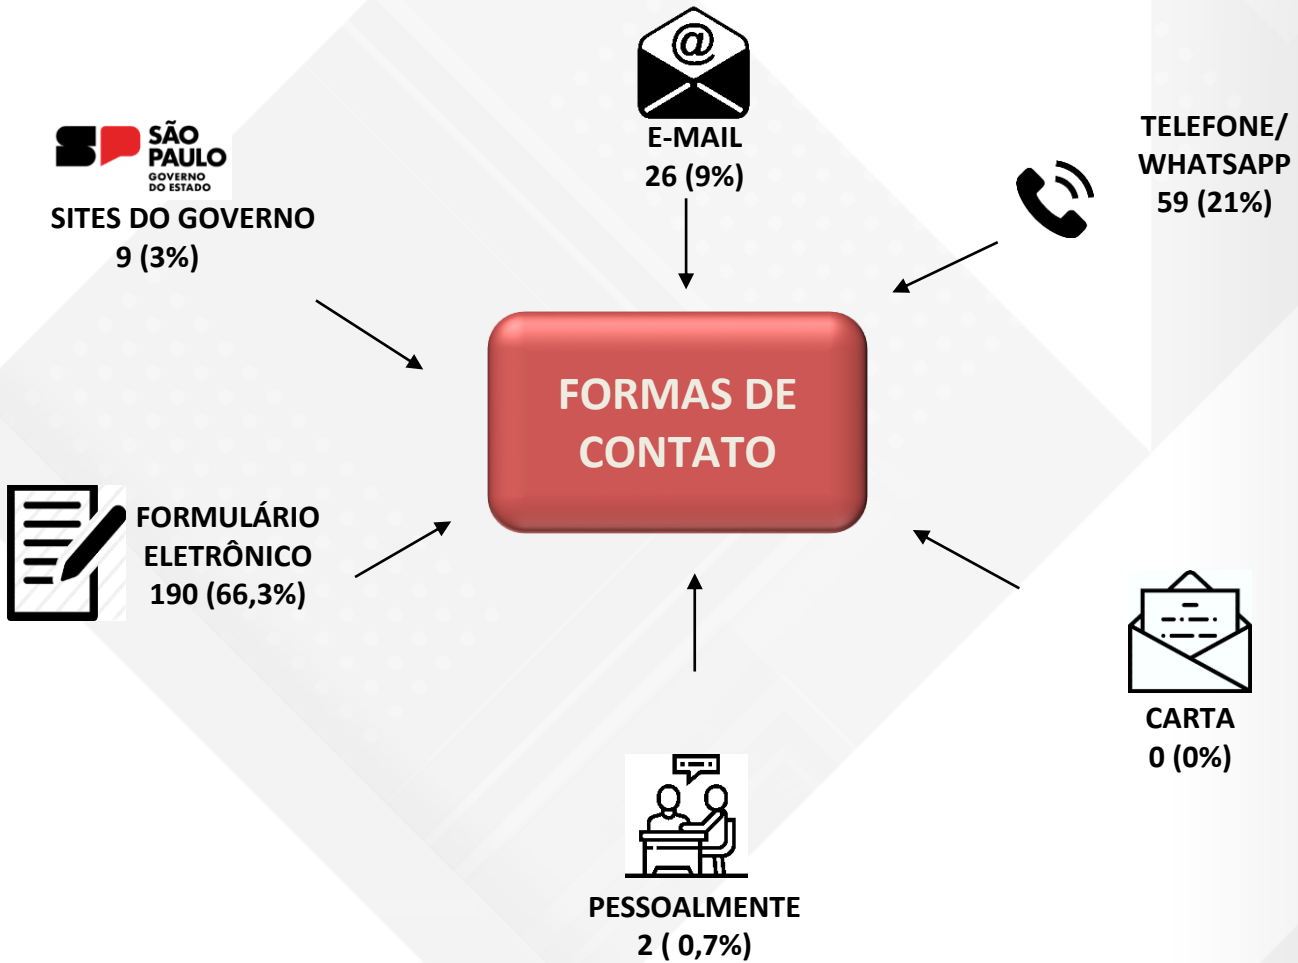 @
E-MAIL
26 (9%)
SÃO
PAULO
GOVERNO
DO ESTADO
SITES DO GOVERNO
9 (3%)
TELEFONE/
WHATSAPP
59 (21%)
FORMAS DE
CONTATO
FORMULÁRIO
ELETRÔNICO
190 (66,3%)
CARTA
0 (0%)
PESSOALMENTE
2 ( 0,7%)